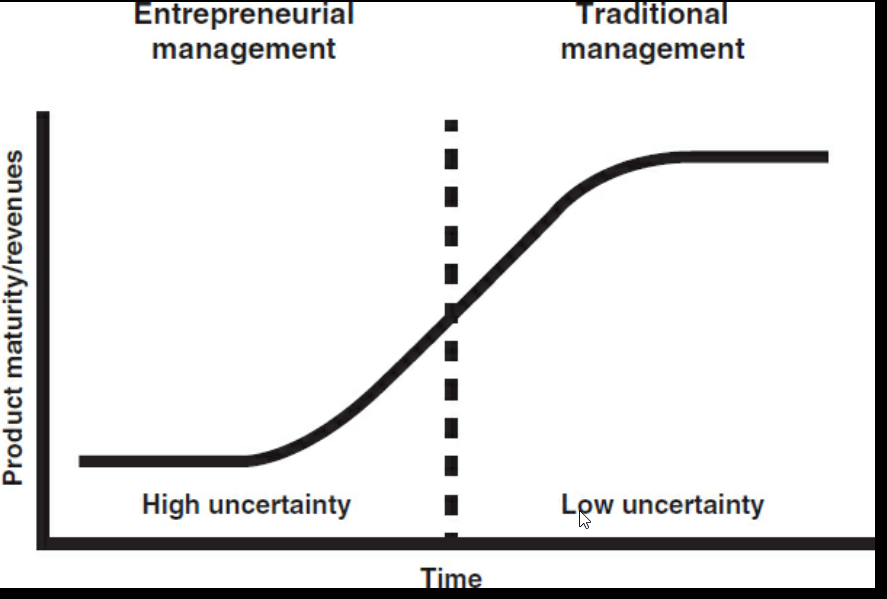 Entrepreneurial
management
Traditional
management
Product maturity/revenues
High uncertainty
Low uncertainty
Time